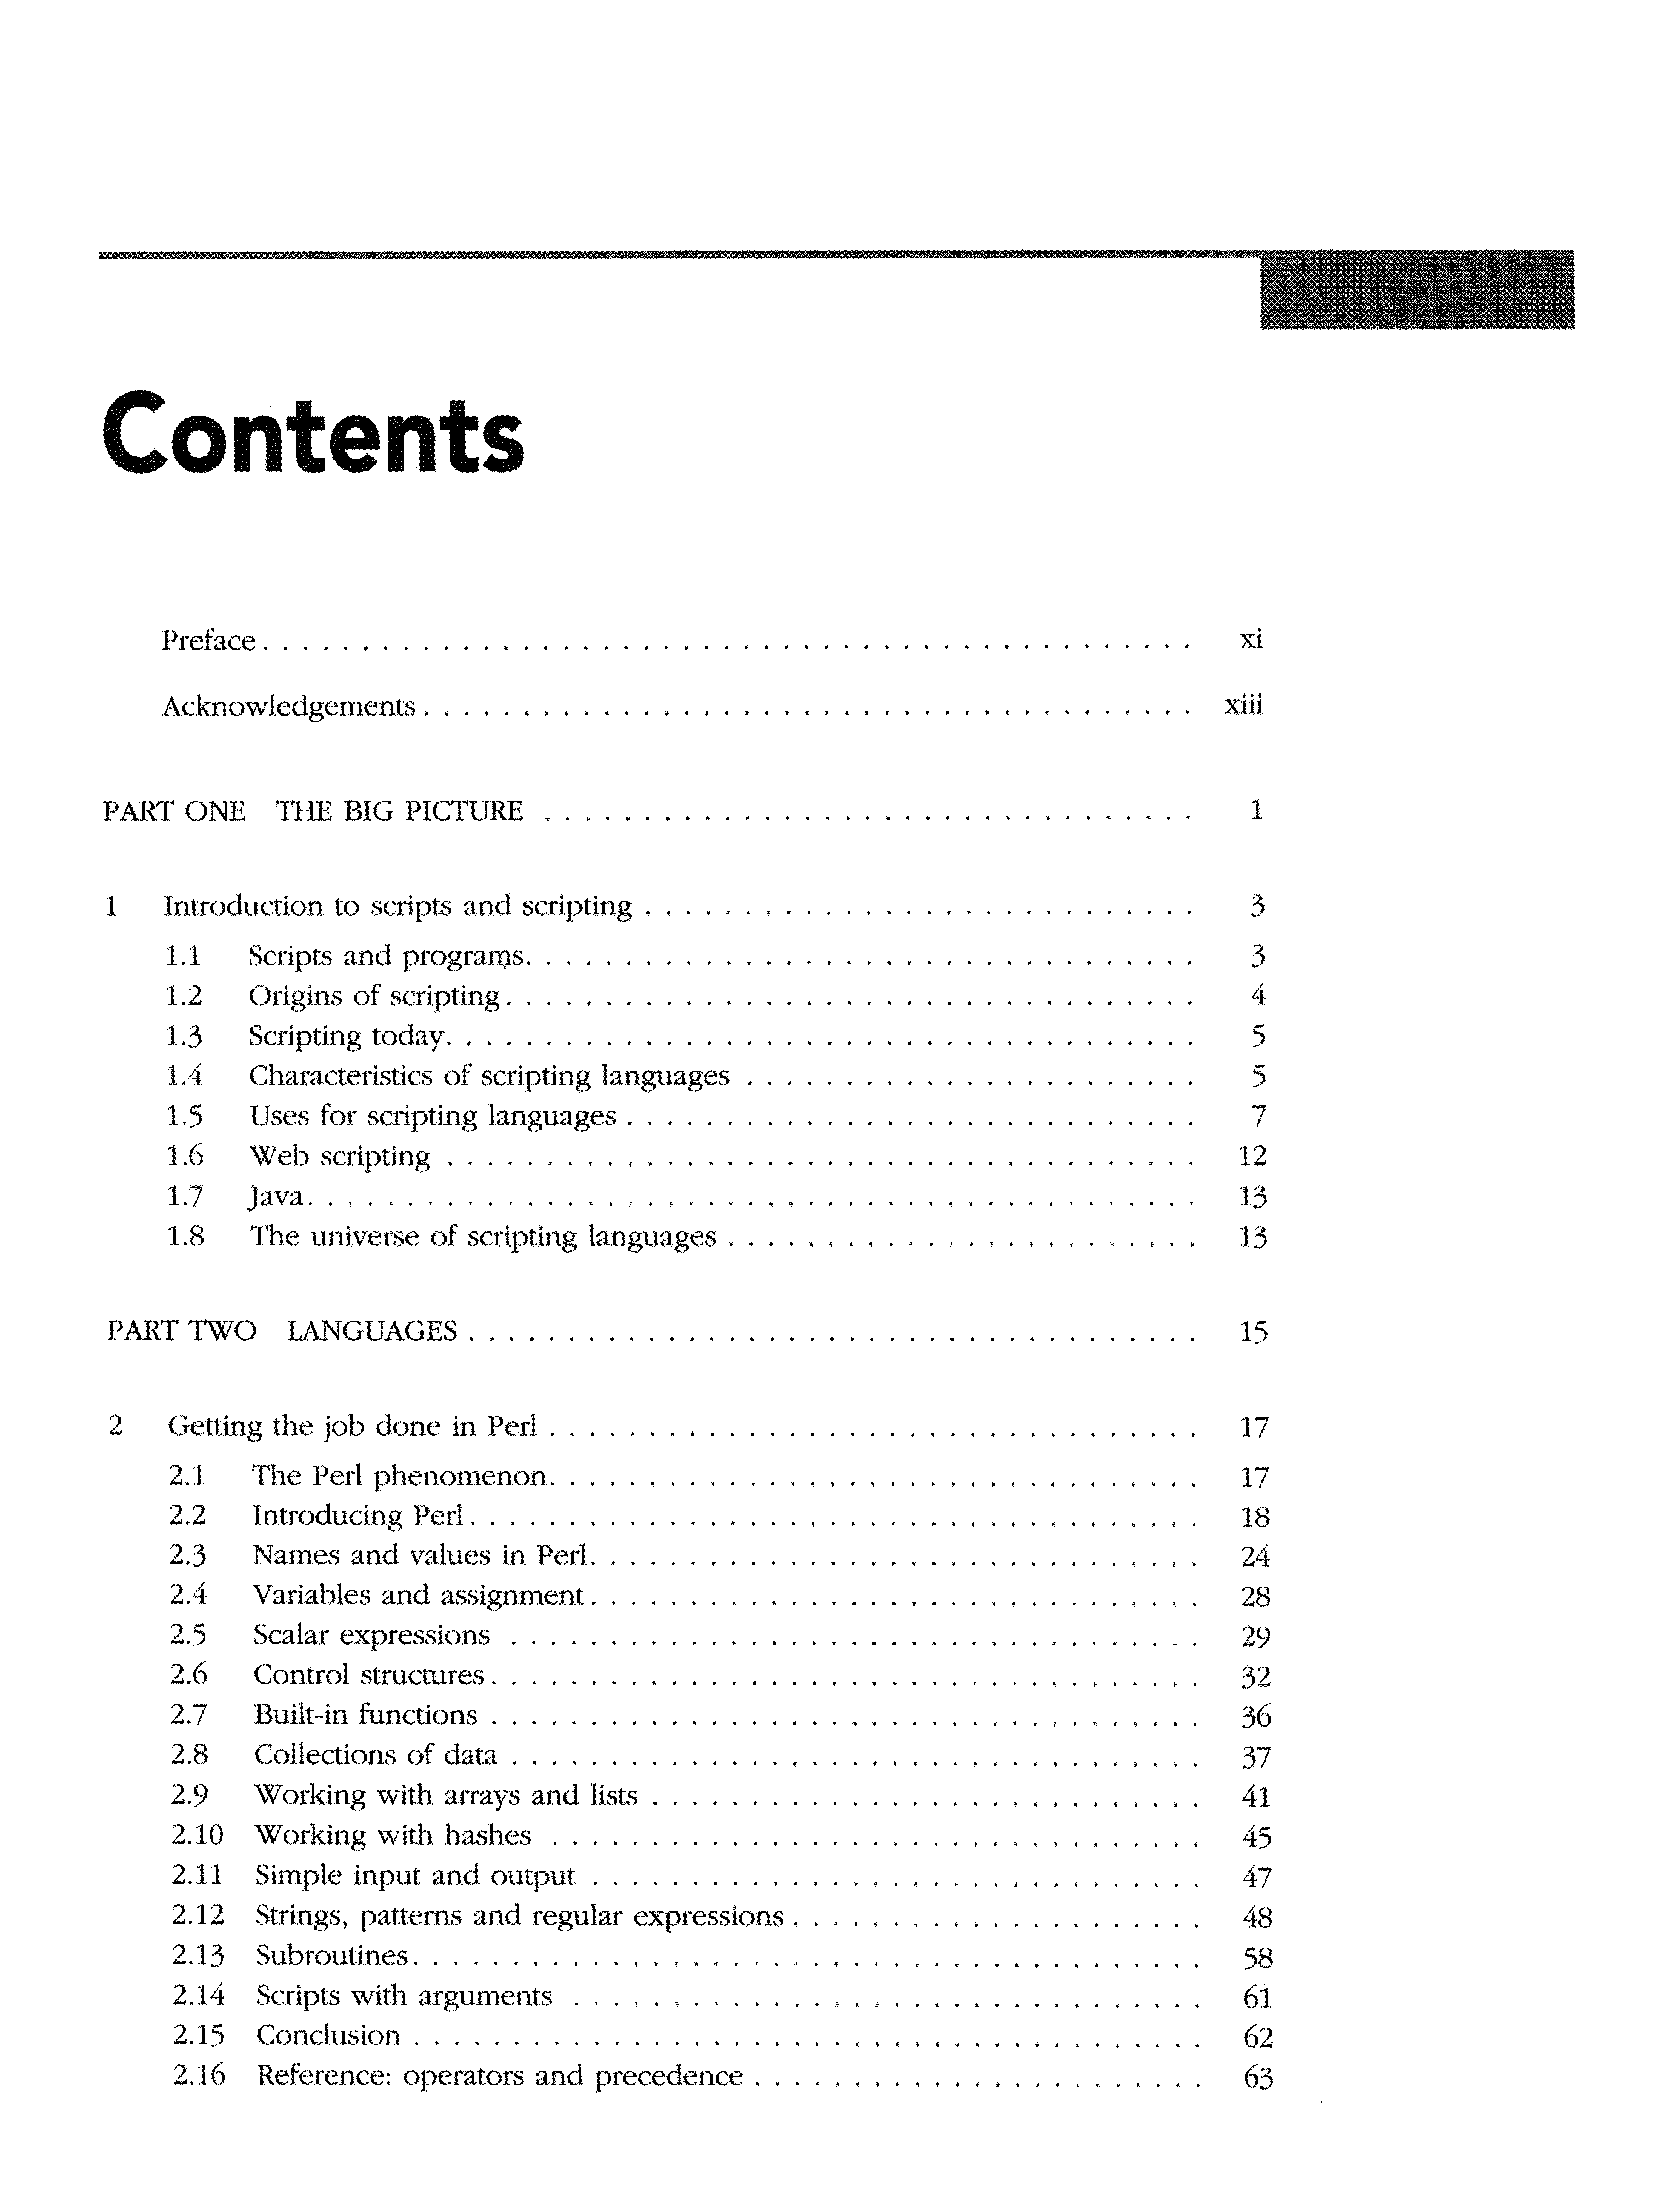 Contents
Preface . . . . . . . . . . . . . . . . . . . . . . . . . . . . . . . . . . . . . . . . . . . . . . . xi
Acknowledgements . . . . . . . . . . . . . . . . . . . . . . . . . . . . . . . . . . . . . . . xiii
PART ONE THE BIG PICTURE . . . . . . . . . . . . . . . . . . . . . . . . . . . . . . . . . 1
1 Introduction to scripts and scripting . . . . . . . . . . . . . . . . . . . . . . . . . . . . 3
1.1 Scripts and programs . . . . . . . . . . . . . . . . . . . . . . . . . . . . . . . . . . 3
1.2 Origins of scripting . . . . . . . . . . . . . . . . . . . . . . . . . . . . . . . . . . . 4
1.3 Scripting today . . . . . . . . . . . . . . . . . . . . . . . . . . . . . . . . . . . . . . 5
1.4 Characteristics of scripting languages . . . . . . . . . . . . . . . . . . . . . . . 5
1.5 Uses for scripting languages . . . . . . . . . . . . . . . . . . . . . . . . . . . . . 7
1.6 Web scripting . . . . . . . . . . . . . . . . . . . . . . . . . . . . . . . . . . . . . . 12
1.7 Java . . . . . . . . . . . . . . . . . . . . . . . . . . . . . . . . . . . . . . . . . . . . . 13
1.8 The universe of scripting languages . . . . . . . . . . . . . . . . . . . . . . . . 13
PART TWO LANGUAGES . . . . . . . . . . . . . . . . . . . . . . . . . . . . . . . . . . . . . 15
2 Getting the job done in Perl . . . . . . . . . . . . . . . . . . . . . . . . . . . . . . . . . 17
2.1 The Perl phenomenon . . . . . . . . . . . . . . . . . . . . . . . . . . . . . . . . . 17
2.2 Introducing Perl . . . . . . . . . . . . . . . . . . . . . . . . . . . . . . . . . . . . . 18
2.3 Names and values in Perl . . . . . . . . . . . . . . . . . . . . . . . . . . . . . . . 24
2.4 Variables and assignment . . . . . . . . . . . . . . . . . . . . . . . . . . . . . . . 28
2.5 Scalar expressions . . . . . . . . . . . . . . . . . . . . . . . . . . . . . . . . . . . 29
2.6 Control structures . . . . . . . . . . . . . . . . . . . . . . . . . . . . . . . . . . . . 32
2.7 Built-in functions . . . . . . . . . . . . . . . . . . . . . . . . . . . . . . . . . . . . 36
2.8 Collections of data . . . . . . . . . . . . . . . . . . . . . . . . . . . . . . . . . . . 37
2.9 Working with arrays and lists . . . . . . . . . . . . . . . . . . . . . . . . . . . . 41
2.10 Working with hashes . . . . . . . . . . . . . . . . . . . . . . . . . . . . . . . . . 45
2.11 Simple input and output . . . . . . . . . . . . . . . . . . . . . . . . . . . . . . . 47
2.12 Strings, patterns and regular expressions . . . . . . . . . . . . . . . . . . . . . 48
2.13 Subroutines . . . . . . . . . . . . . . . . . . . . . . . . . . . . . . . . . . . . . . . . 58
2.14 Scripts with arguments . . . . . . . . . . . . . . . . . . . . . . . . . . . . . . . . 61
2.15 Conclusion . . . . . . . . . . . . . . . . . . . . . . . . . . . . . . . . . . . . . . . . 62
2.16 Reference: operators and precedence . . . . . . . . . . . . . . . . . . . . . . . 63